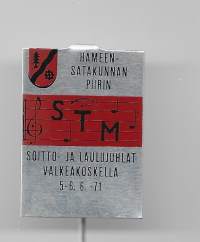 HÄMEEN-
SATAKUNNAN
PIIRIN
STM
SOITTO- JA LAULUJUHLAT
VALKEAKOSKELLA
5-6. 6. -71